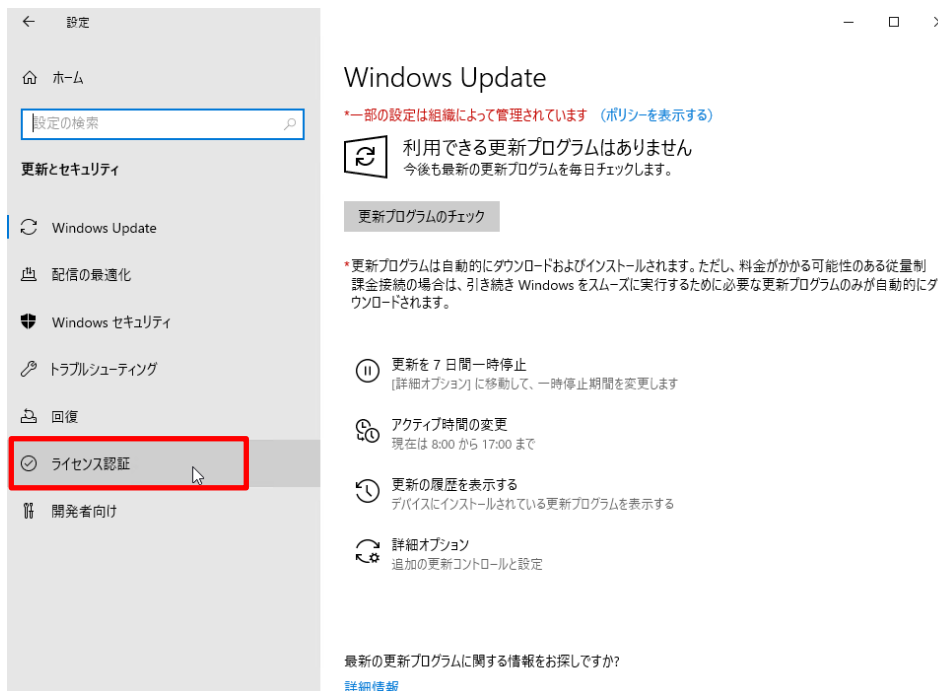 設定
ホーム
設定の検索
更新とセキュリティ
Windows Update
配信の最適化
Windows セキュリティ
トラブルシューティング
回復
ライセンス認証
開発者向け
Windows Update
*一部の設定は組織によって管理されています (ポリシーを表示する)
利用できる更新プログラムはありません
今後も最新の更新プログラムを毎日チェックします。
更新プログラムのチェック
*更新プログラムは自動的にダウンロードおよびインストールされます。ただし、料金がかかる可能性のある従量制
課金接続の場合は、引き続き Windows をスムーズに実行するために必要な更新プログラムのみが自動的にダ
ウンロードされます。
更新を 7 日間一時停止
[詳細オプション] に移動して、一時停止期間を変更します
アクティブ時間の変更
現在は 8:00 から 17:00 まで
更新の履歴を表示する
デバイスにインストールされている更新プログラムを表示する
詳細オプション
追加の更新コントロールと設定
最新の更新プログラムに関する情報をお探しですか?
詳細情報